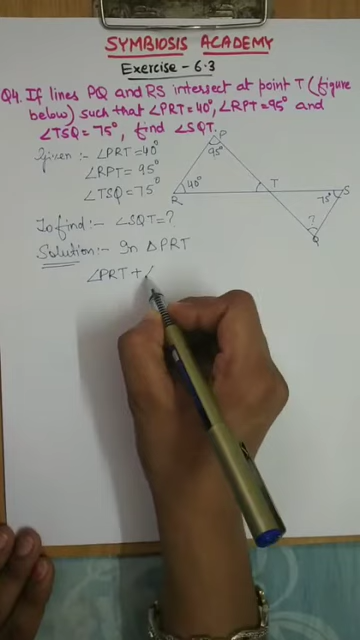 SYMBIOSIS ACADEMY
Exercise - 6.3
Q4. If lines PQ and RS intersect at point T (figure
below) such that ∠PRT=40°, ∠RPT=95° and
∠TSQ = 75°, find ∠SQT.
Given :- ∠PRT=40°
∠RPT = 95°
∠TSQ = 75°
P
95°
40°
R
T
75°
S
?
Q
To find :- ∠SQT = ?
Solution :- In △PRT
∠PRT + ∠